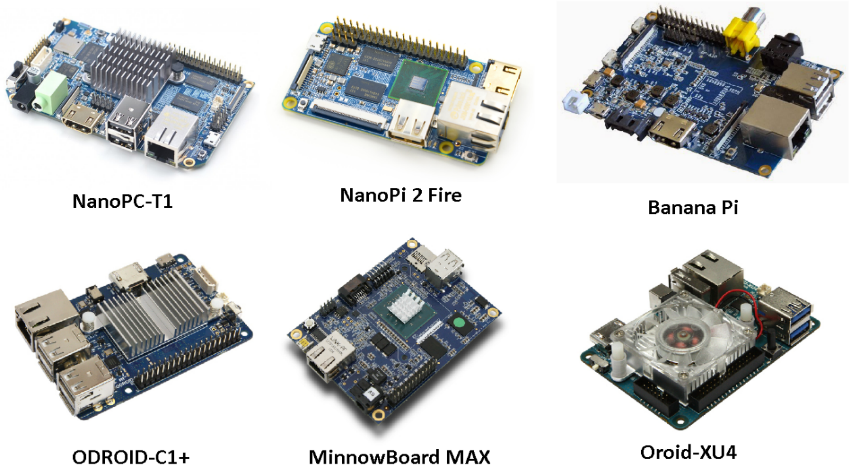 NanoPC-T1
NanoPi 2 Fire
Banana Pi
ODROID-C1+
MinnowBoard MAX
Oroid-XU4